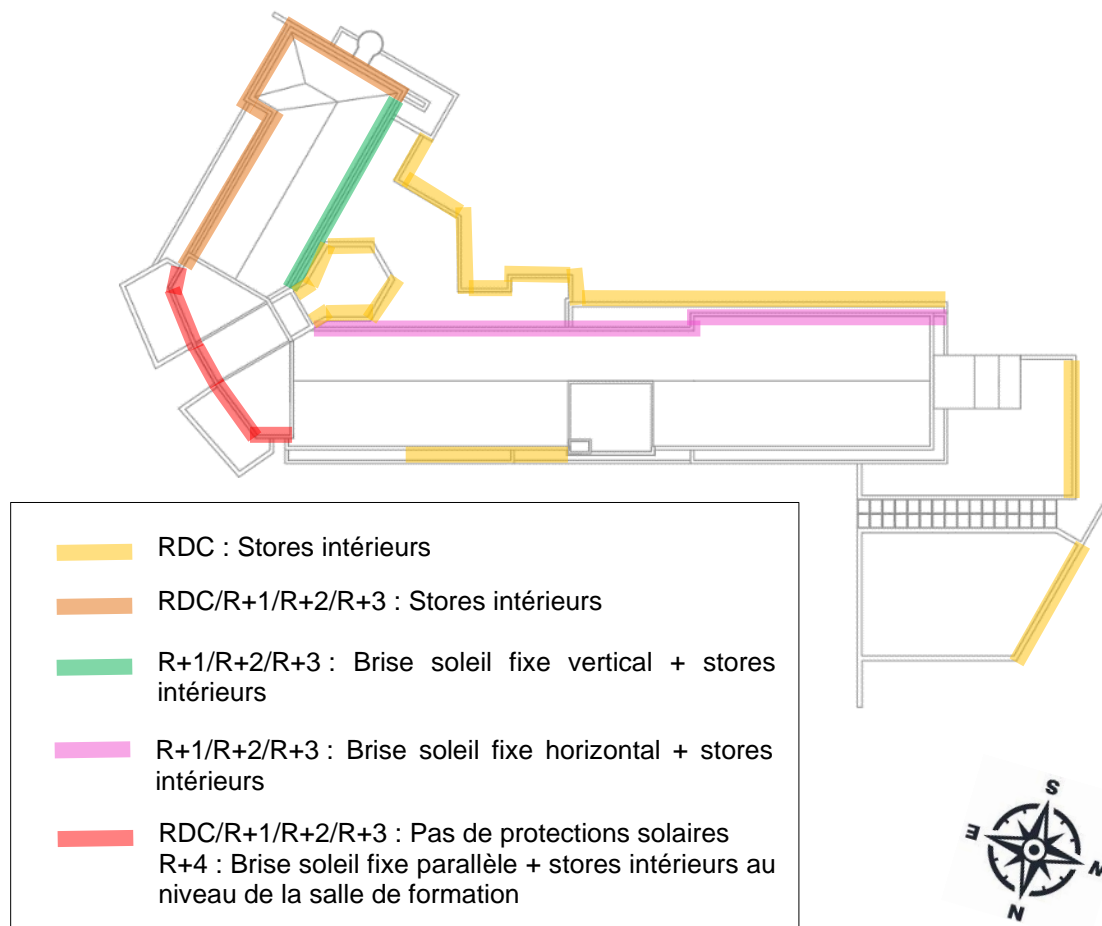 RDC : Stores intérieurs
RDC/R+1/R+2/R+3 : Stores intérieurs
R+1/R+2/R+3 : Brise soleil fixe vertical + stores
intérieurs
R+1/R+2/R+3 : Brise soleil fixe horizontal + stores
intérieurs
RDC/R+1/R+2/R+3 : Pas de protections solaires
R+4 : Brise soleil fixe parallèle + stores intérieurs au
niveau de la salle de formation
S
E
W
N